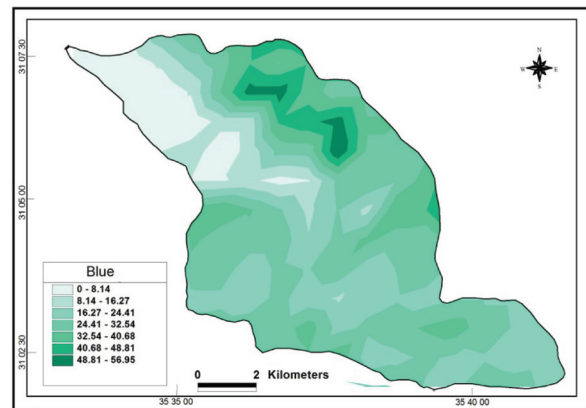 31 07 30
N
W E
S
31 05 00
Blue
0 - 8.14
8.14 - 16.27
16.27 - 24.41
24.41 - 32.54
32.54 - 40.68
40.68 - 48.81
48.81 - 56.95
31 02 30
0 2 Kilometers
35 35 00
35 40 00